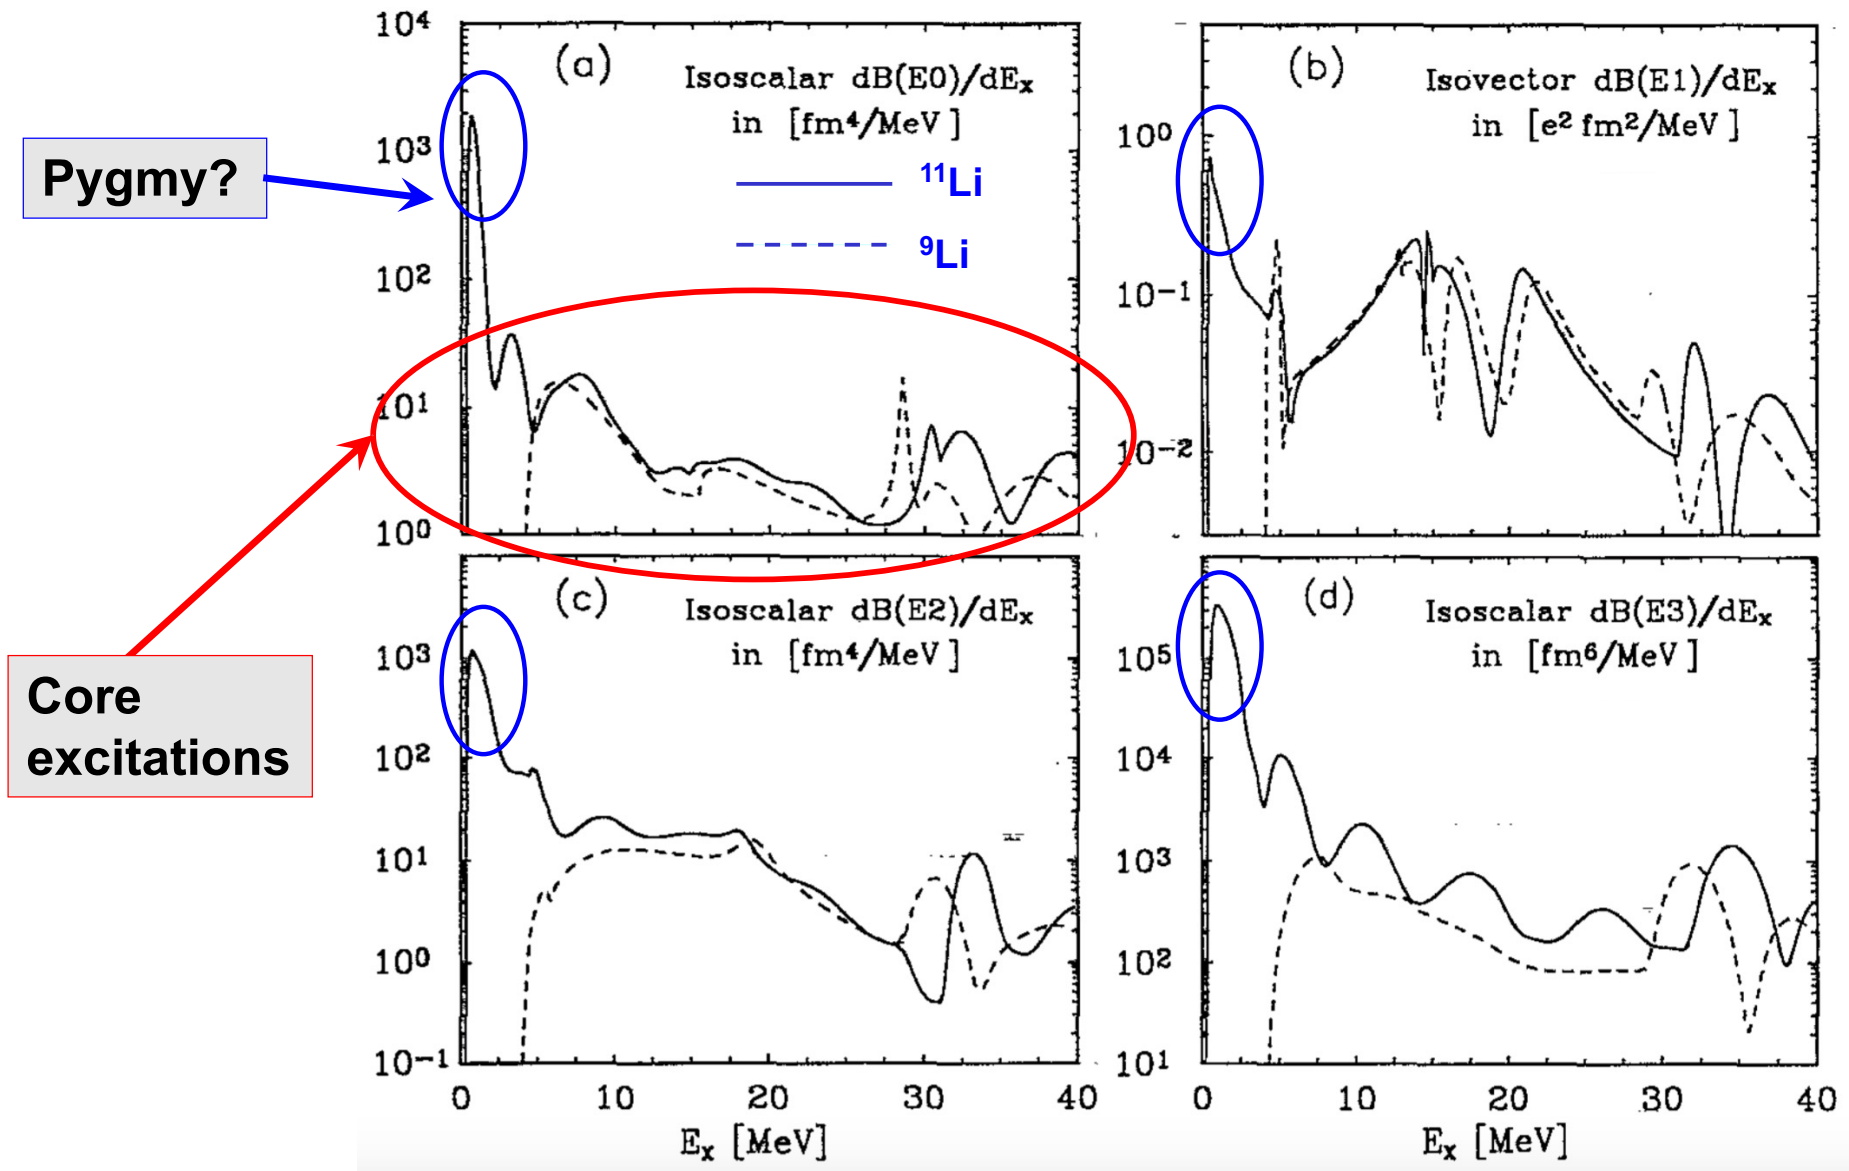 Pygmy?
Core
excitations
(a)
Isoscalar dB(E0)/dEₓ
in [fm⁴/MeV]
¹¹Li
⁹Li
10⁴
10³
10²
10¹
10⁰
(b)
Isovector dB(E1)/dEₓ
in [e² fm²/MeV]
10⁰
10⁻¹
10⁻²
(c)
Isoscalar dB(E2)/dEₓ
in [fm⁴/MeV]
10³
10²
10¹
10⁰
10⁻¹
0 10 20 30 40
Eₓ [MeV]
(d)
Isoscalar dB(E3)/dEₓ
in [fm⁶/MeV]
10⁵
10⁴
10³
10²
10¹
0 10 20 30 40
Eₓ [MeV]